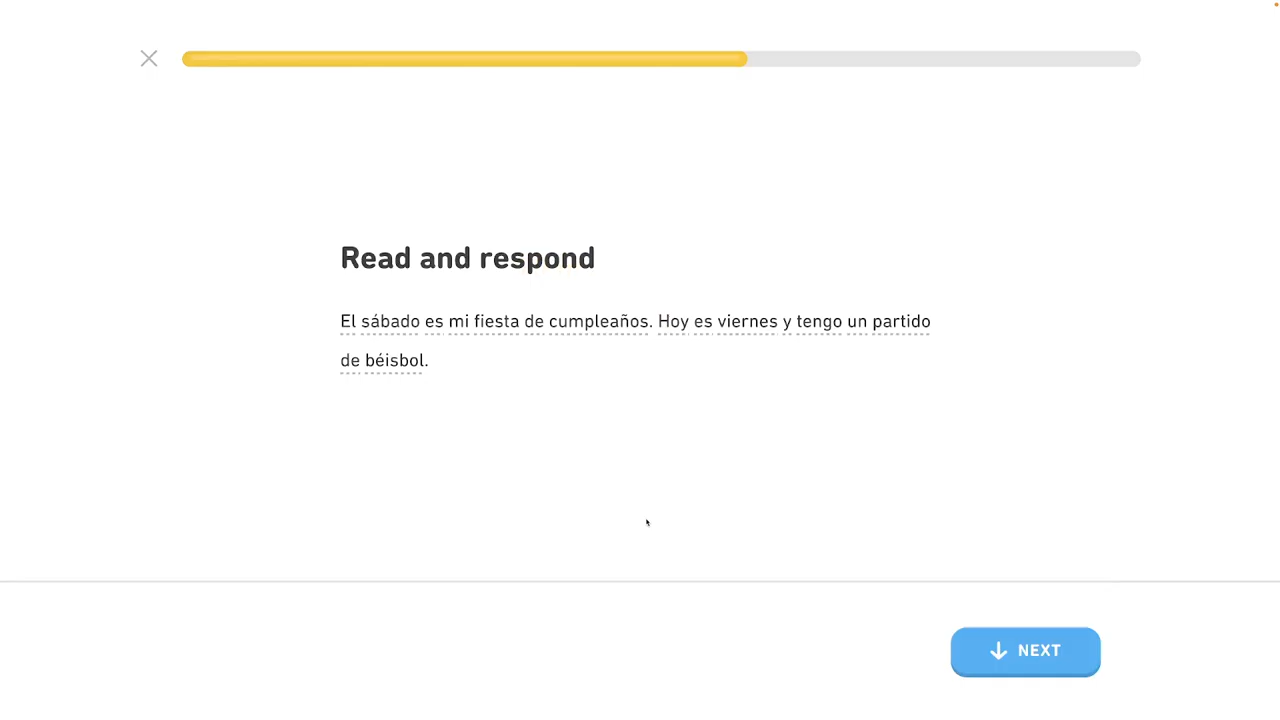 Read and respond
El sábado es mi fiesta de cumpleaños. Hoy es viernes y tengo un partido
de béisbol.
NEXT